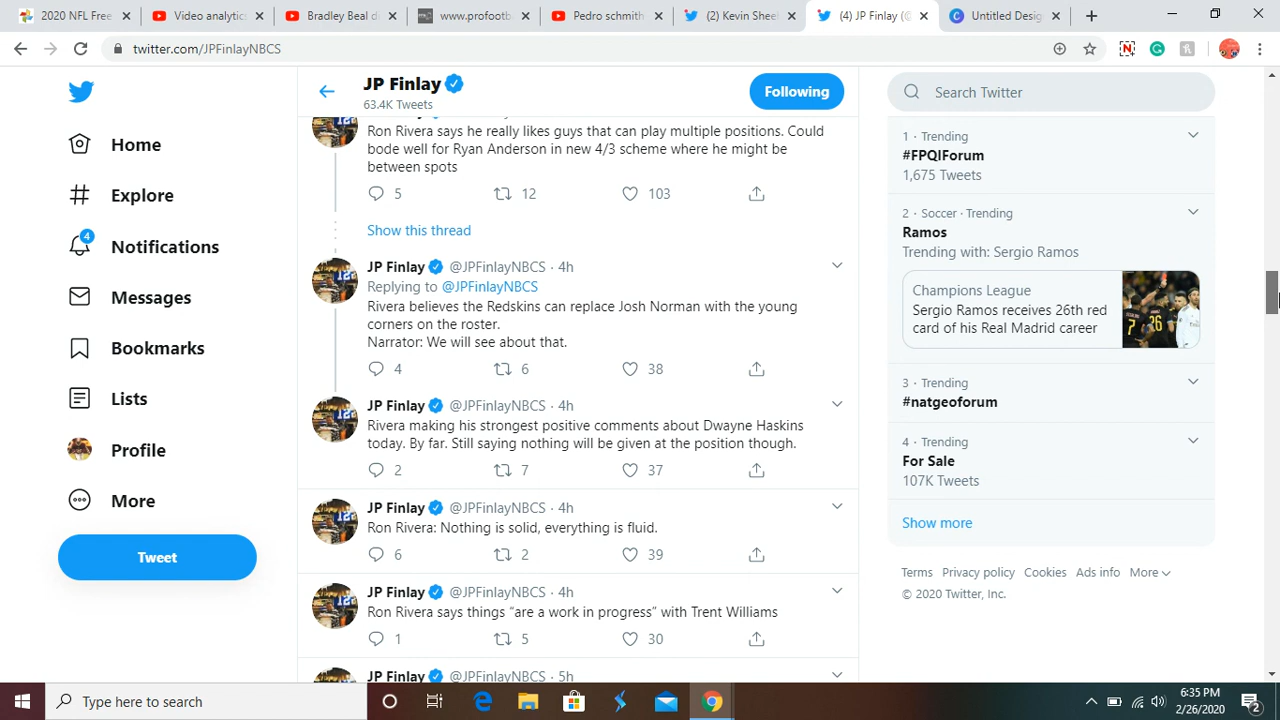 2020 NFL Free
Video analytic
Bradley Beal d
www.profootb
Pedro schmith
(2) Kevin Shee
(4) JP Finlay (
Untitled Desig
twitter.com/JPFinlayNBCS
JP Finlay
63.4K Tweets
Following
Search Twitter
Home
Explore
4
Notifications
Messages
Bookmarks
Lists
Profile
More
Tweet
Ron Rivera says he really likes guys that can play multiple positions. Could
bode well for Ryan Anderson in new 4/3 scheme where he might be
between spots
5 12 103
Show this thread
JP Finlay @JPFinlayNBCS · 4h
Replying to @JPFinlayNBCS
Rivera believes the Redskins can replace Josh Norman with the young
corners on the roster.
Narrator: We will see about that.
4 6 38
JP Finlay @JPFinlayNBCS · 4h
Rivera making his strongest positive comments about Dwayne Haskins
today. By far. Still saying nothing will be given at the position though.
2 7 37
JP Finlay @JPFinlayNBCS · 4h
Ron Rivera: Nothing is solid, everything is fluid.
6 2 39
JP Finlay @JPFinlayNBCS · 4h
Ron Rivera says things “are a work in progress” with Trent Williams
1 5 30
JP Finlay @JPFinlayNBCS · 5h
1 · Trending
#FPQIForum
1,675 Tweets
2 · Soccer · Trending
Ramos
Trending with: Sergio Ramos
Champions League
Sergio Ramos receives 26th red
card of his Real Madrid career
3 · Trending
#natgeoforum
4 · Trending
For Sale
107K Tweets
Show more
Terms Privacy policy Cookies Ads info More
© 2020 Twitter, Inc.
Type here to search
6:35 PM
2/26/2020
2